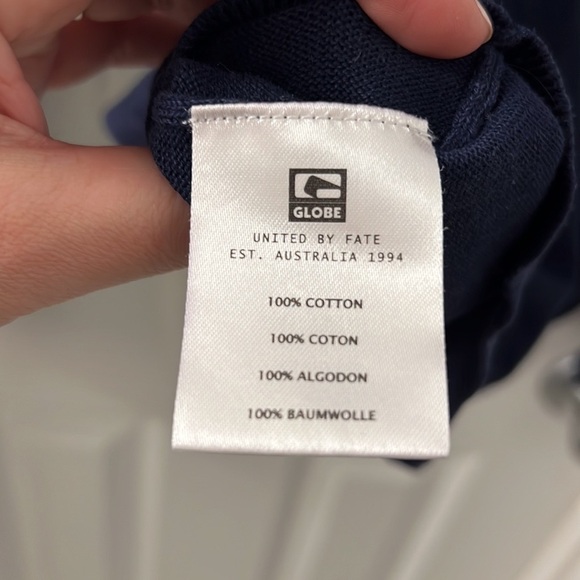 GLOBE
UNITED BY FATE
EST. AUSTRALIA 1994
100% COTTON
100% COTON
100% ALGODON
100% BAUMWOLLE